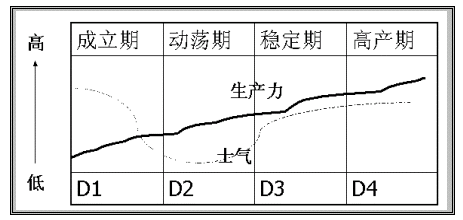 高
成立期 动荡期 稳定期 高产期
生产力
士气
低
D1 D2 D3 D4